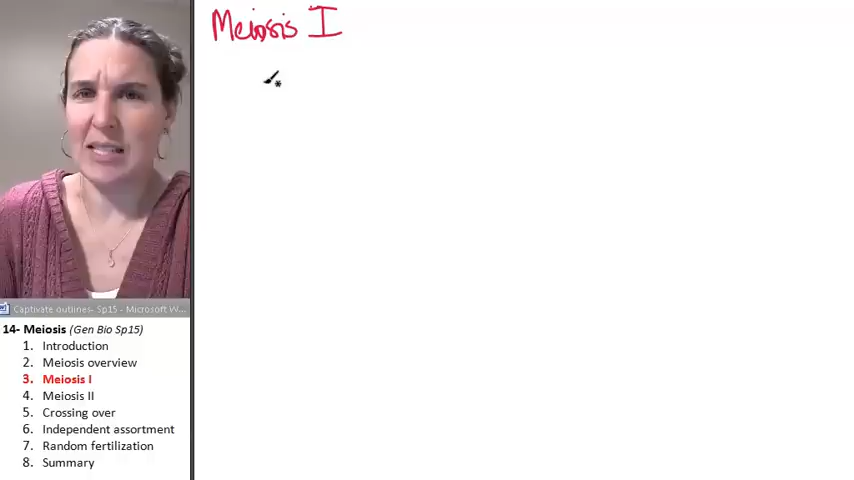 Meiosis I
Captivate outlines- Sp15 - Microsoft W...
14- Meiosis (Gen Bio Sp15)
1. Introduction
2. Meiosis overview
3. Meiosis I
4. Meiosis II
5. Crossing over
6. Independent assortment
7. Random fertilization
8. Summary